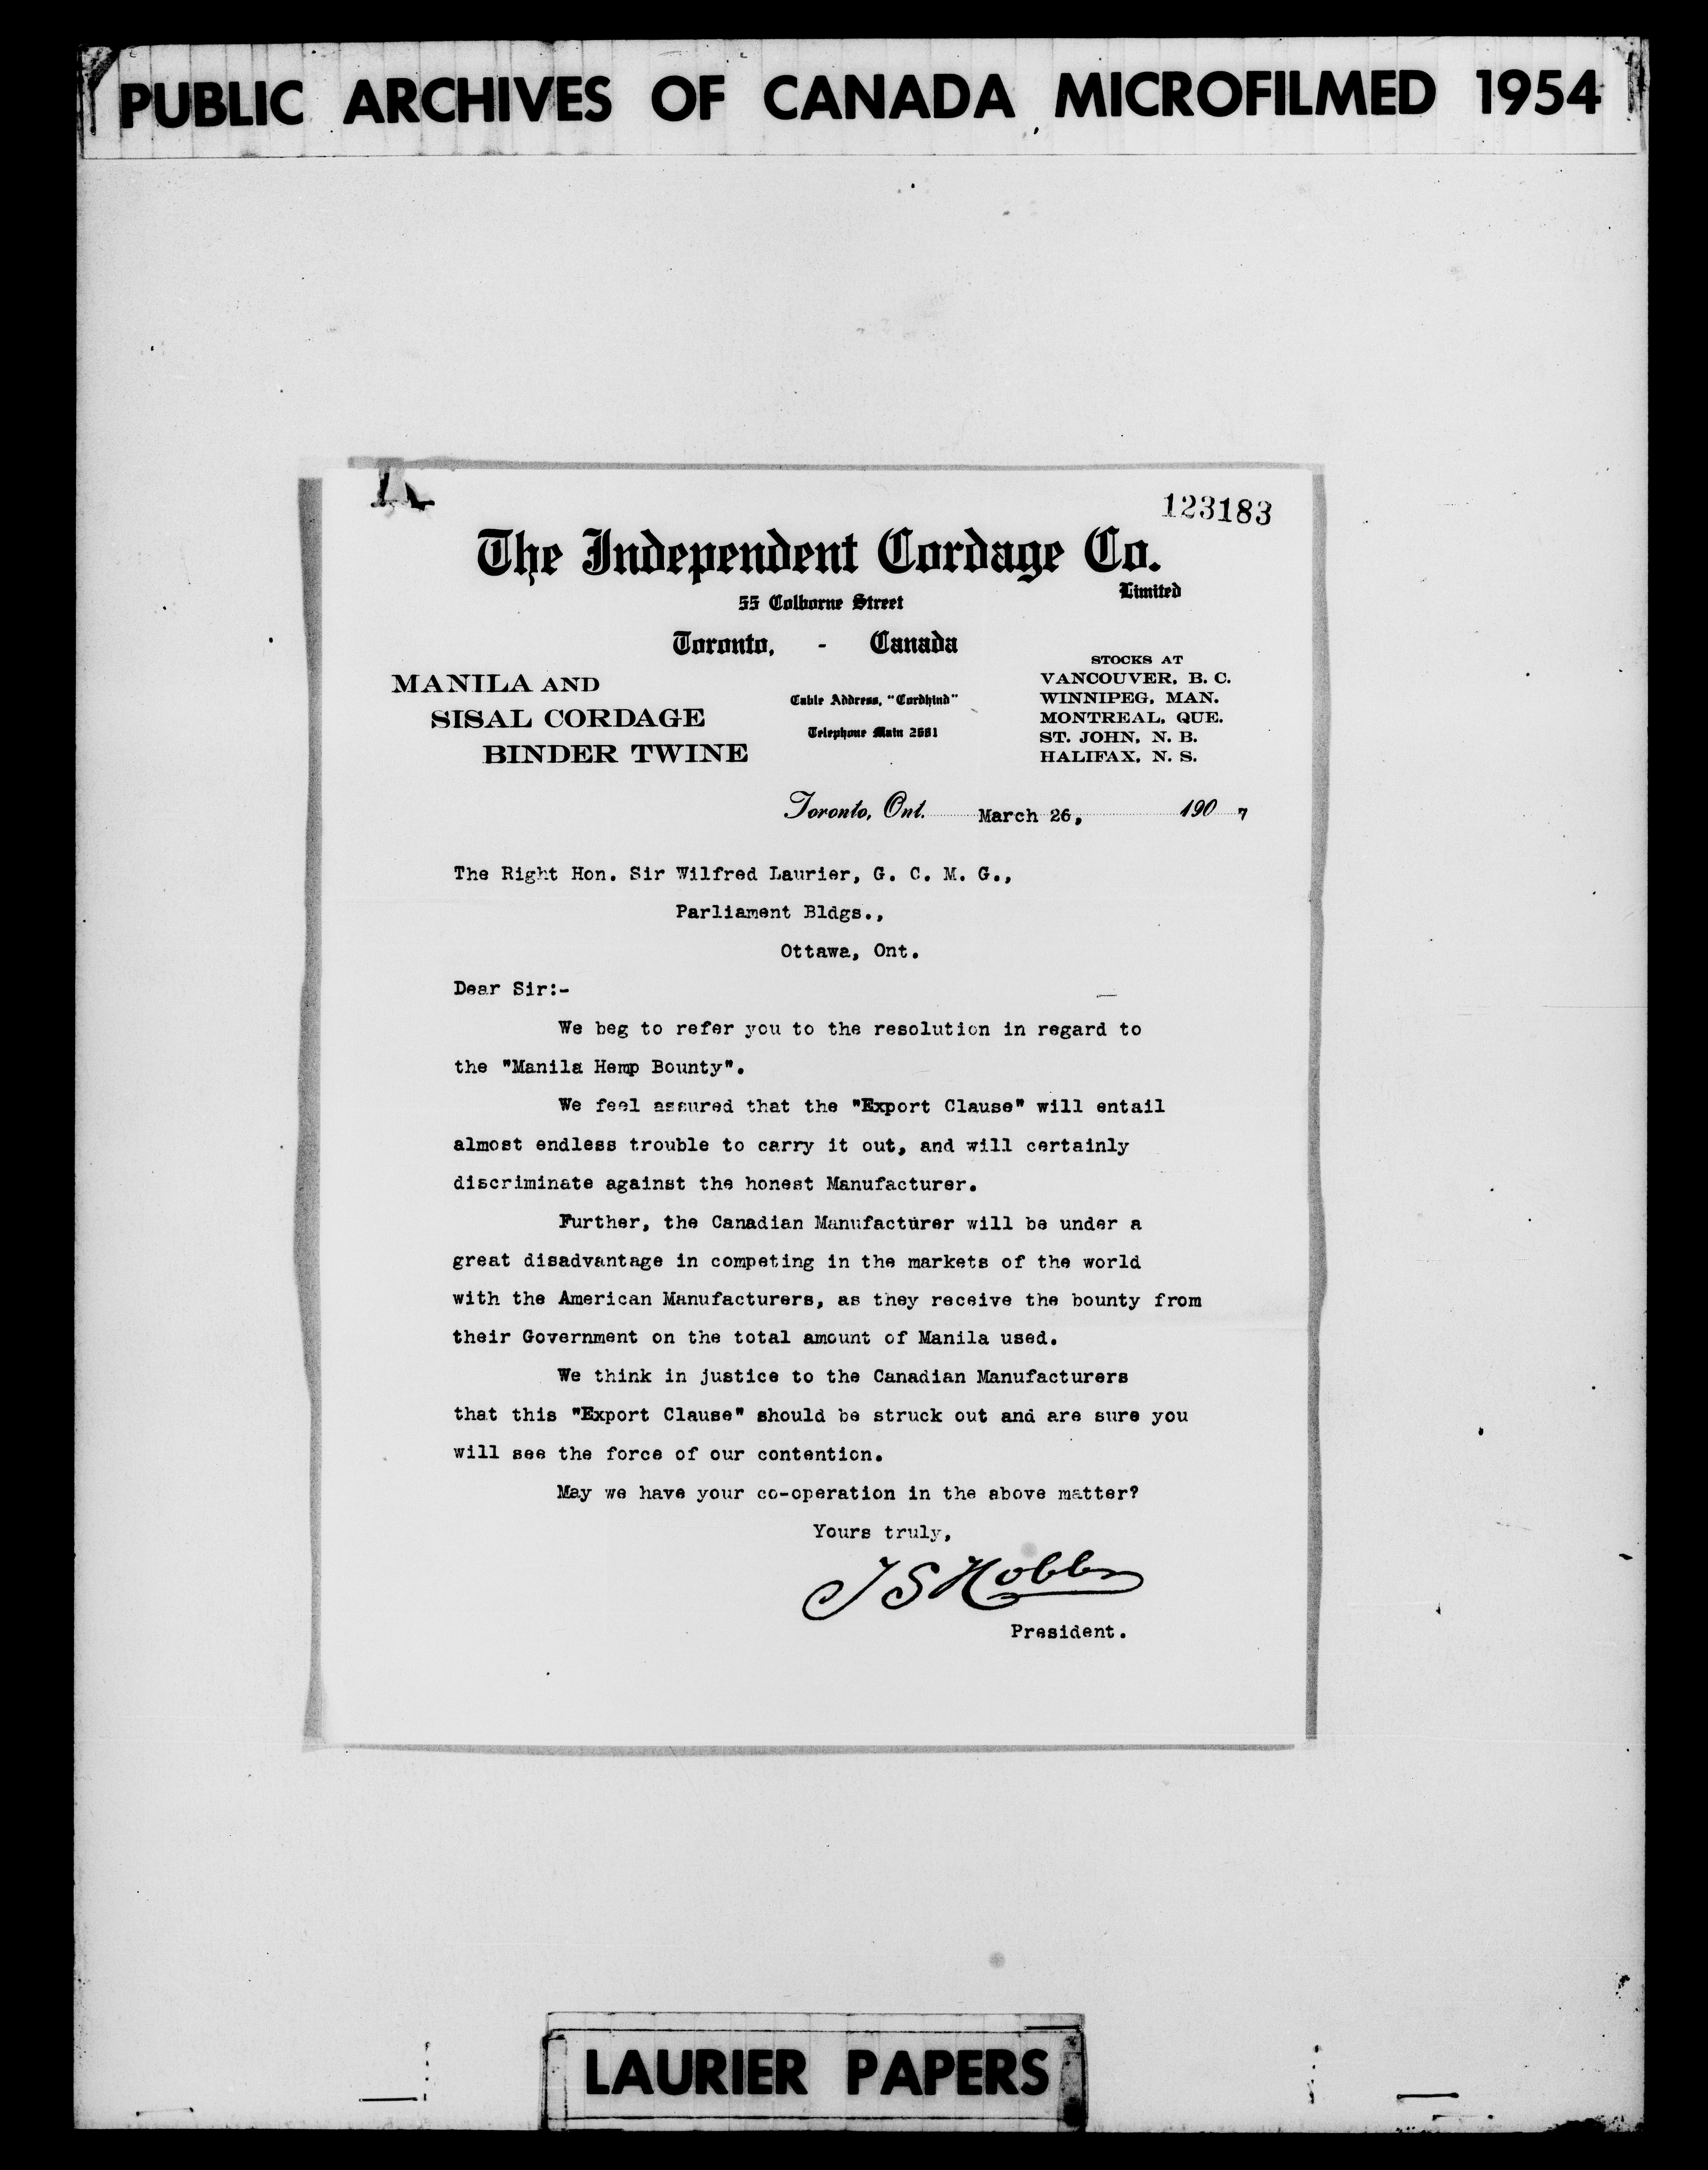 PUBLIC ARCHIVES OF CANADA MICROFILMED 1954
123183
The Independent Cordage Co.
Limited
55 Colborne Street
Toronto, - Canada
MANILA AND
SISAL CORDAGE
BINDER TWINE
Cable Address, "Cordhind"
Telephone Main 2681
STOCKS AT
VANCOUVER, B. C.
WINNIPEG, MAN.
MONTREAL, QUE.
ST. JOHN, N. B.
HALIFAX, N. S.
Toronto, Ont. March 26, 190 7
The Right Hon. Sir Wilfred Laurier, G. C. M. G.,
Parliament Bldgs.,
Ottawa, Ont.
Dear Sir:-
We beg to refer you to the resolution in regard to
the "Manila Hemp Bounty".
We feel assured that the "Export Clause" will entail
almost endless trouble to carry it out, and will certainly
discriminate against the honest Manufacturer.
Further, the Canadian Manufacturer will be under a
great disadvantage in competing in the markets of the world
with the American Manufacturers, as they receive the bounty from
their Government on the total amount of Manila used.
We think in justice to the Canadian Manufacturers
that this "Export Clause" should be struck out and are sure you
will see the force of our contention.
May we have your co-operation in the above matter?
Yours truly,
T S Hobbs
President.
LAURIER PAPERS